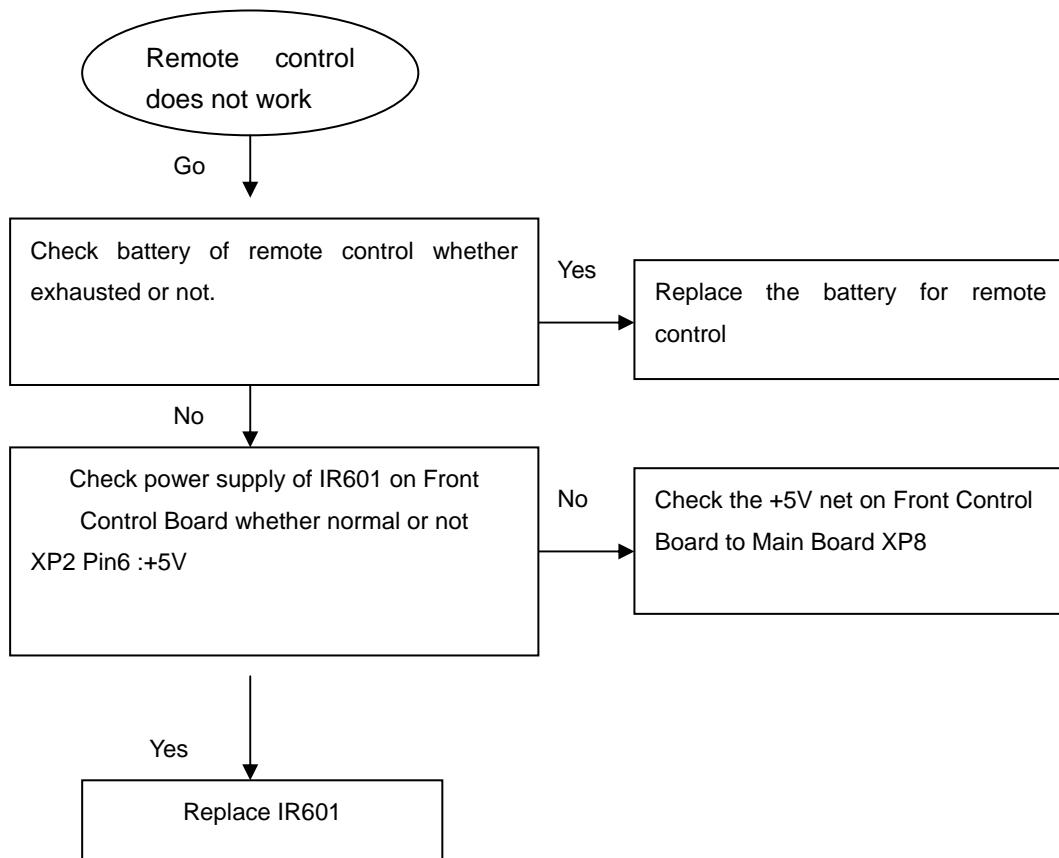 Remote control
does not work
Go
Check battery of remote control whether
exhausted or not.
Yes
Replace the battery for remote
control
No
Check power supply of IR601 on Front
Control Board whether normal or not
XP2 Pin6 :+5V
No
Check the +5V net on Front Control
Board to Main Board XP8
Yes
Replace IR601